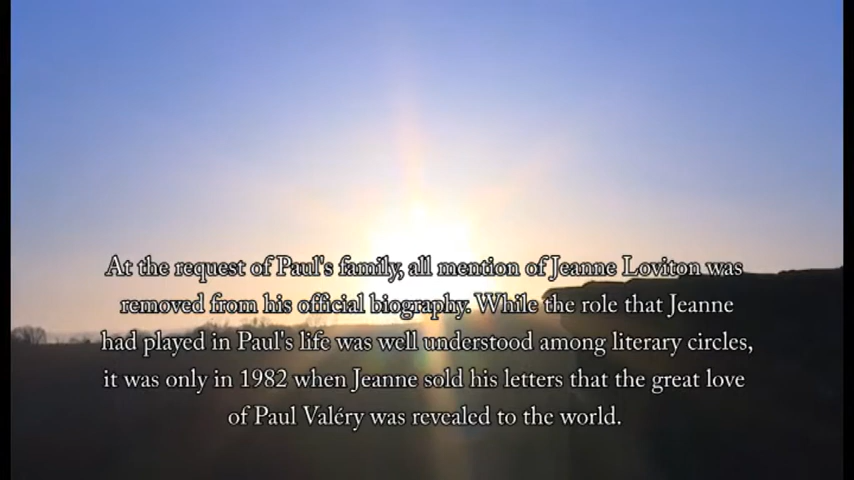 At the request of Paul's family, all mention of Jeanne Loviton was
removed from his official biography. While the role that Jeanne
had played in Paul's life was well understood among literary circles,
it was only in 1982 when Jeanne sold his letters that the great love
of Paul Valéry was revealed to the world.